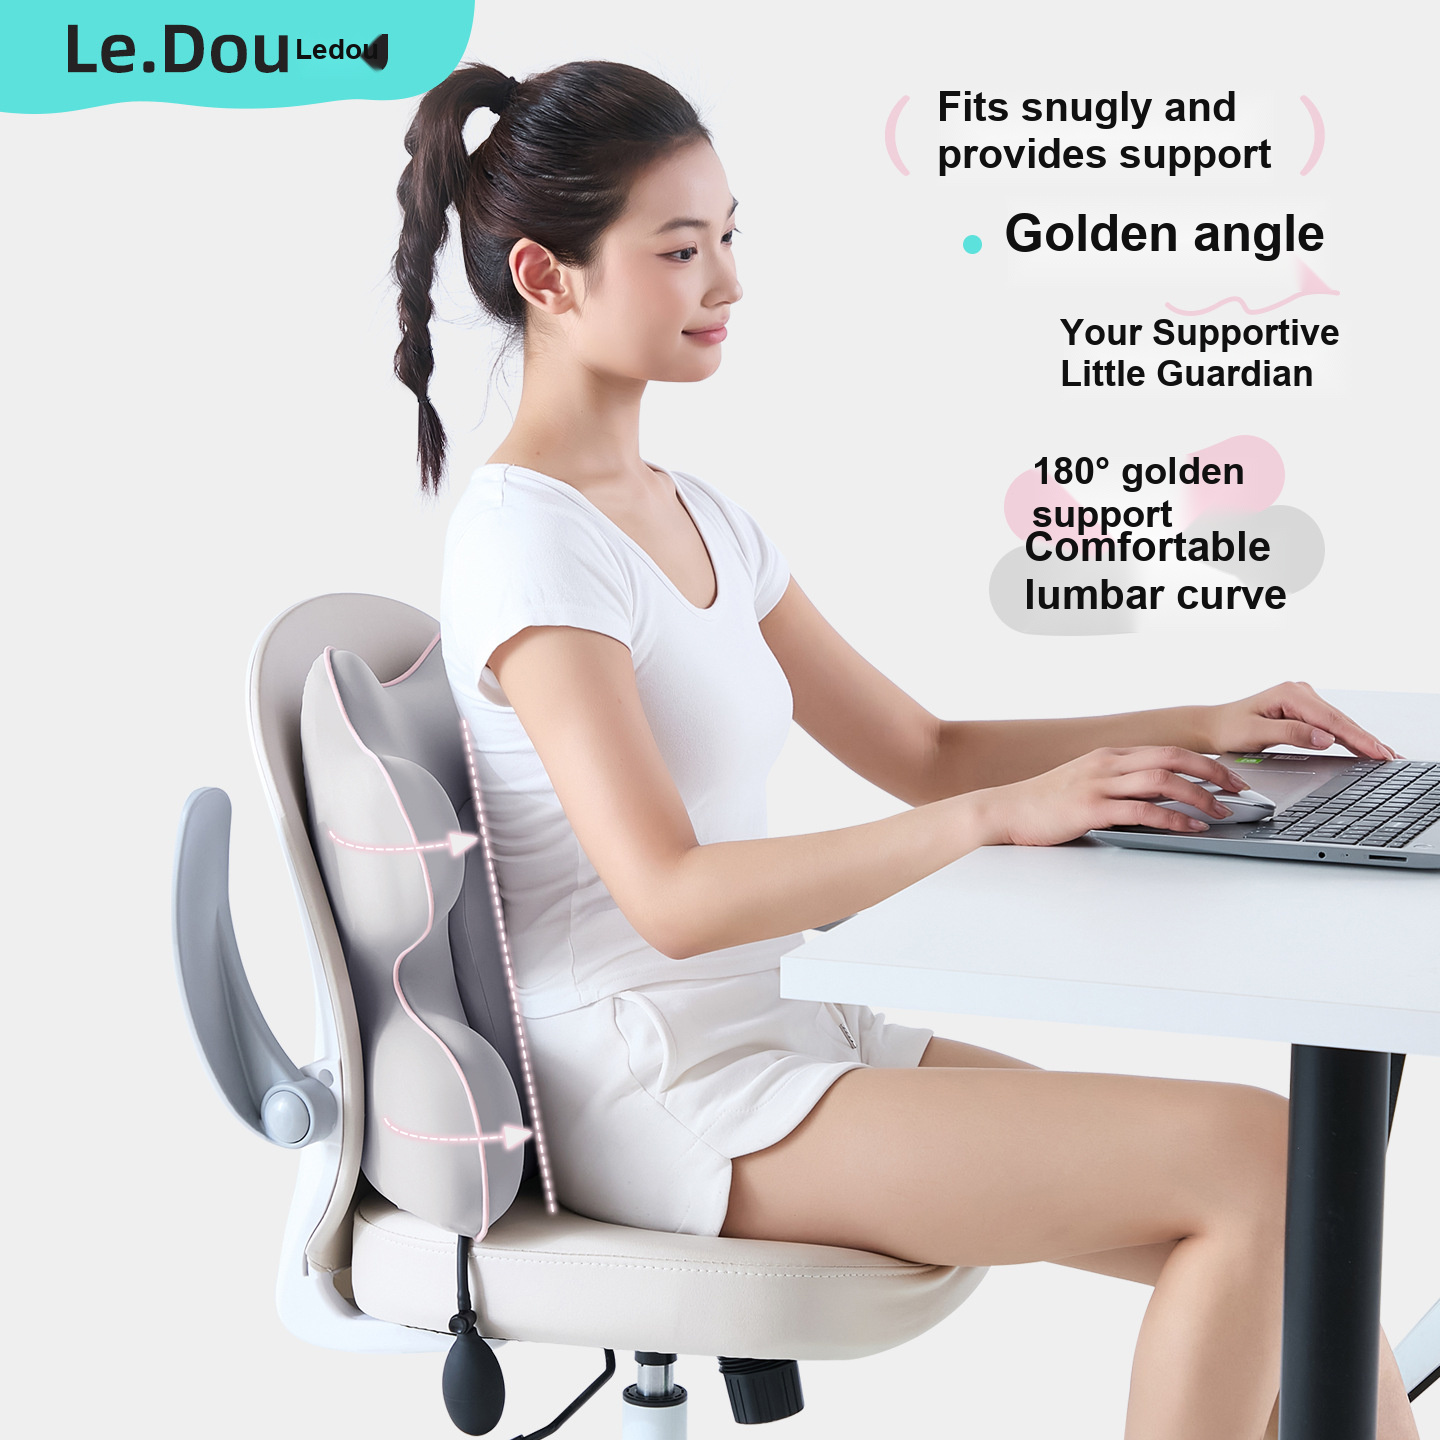 Le.Dou Ledou
Fits snugly and
provides support
Golden angle
Your Supportive
Little Guardian
180° golden
support
Comfortable
lumbar curve